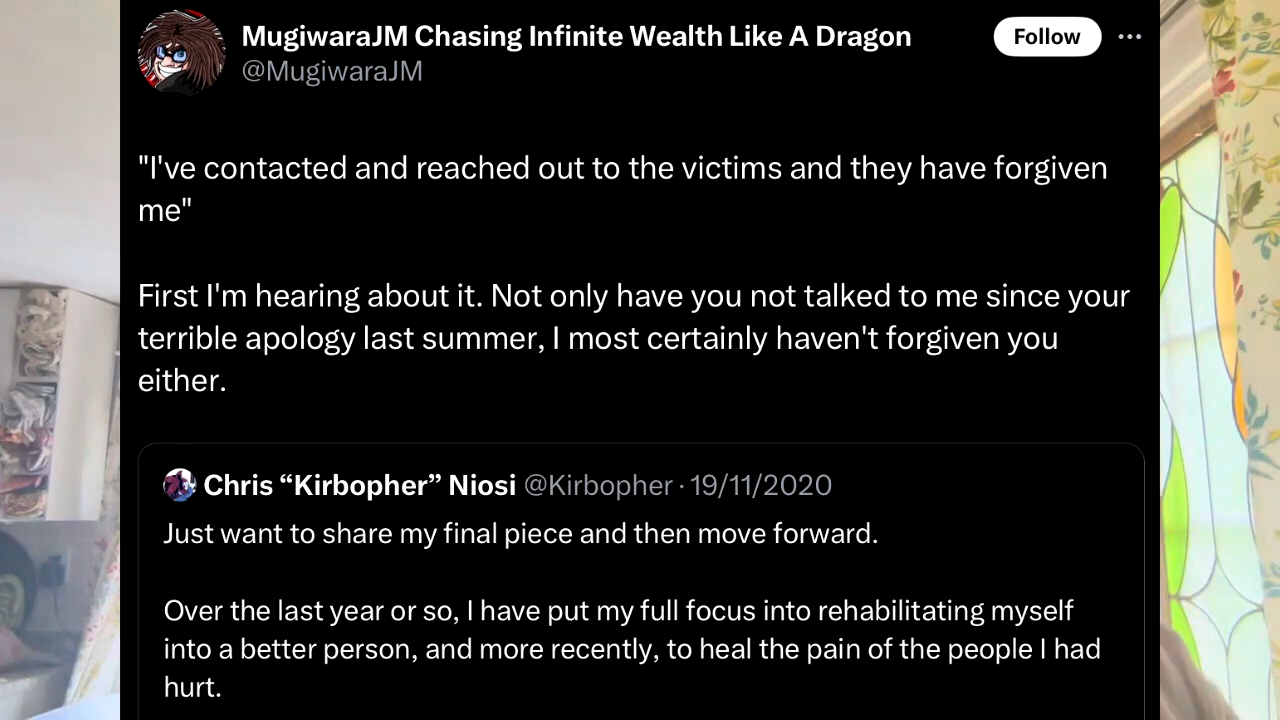 MugiwaraJM Chasing Infinite Wealth Like A Dragon
Follow
@MugiwaraJM
"I've contacted and reached out to the victims and they have forgiven
me"
First I'm hearing about it. Not only have you not talked to me since your
terrible apology last summer, I most certainly haven't forgiven you
either.
Chris “Kirbopher” Niosi @Kirbopher · 19/11/2020
Just want to share my final piece and then move forward.
Over the last year or so, I have put my full focus into rehabilitating myself
into a better person, and more recently, to heal the pain of the people I had
hurt.